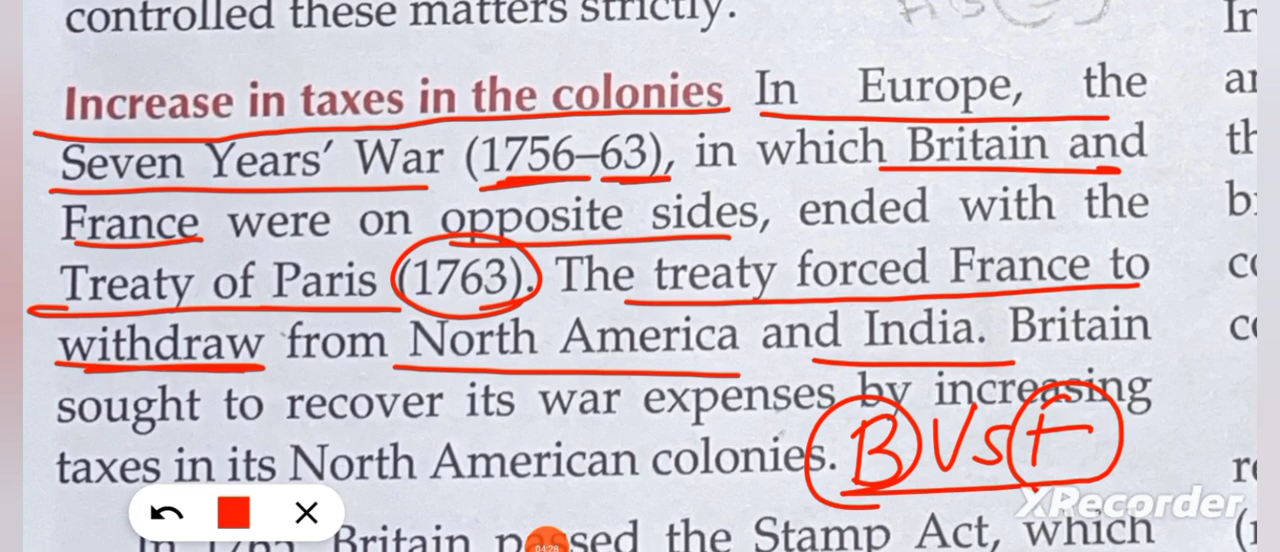 controlled these matters strictly.
Increase in taxes in the colonies In Europe, the
Seven Years' War (1756–63), in which Britain and
France were on opposite sides, ended with the
Treaty of Paris (1763). The treaty forced France to
withdraw from North America and India. Britain
sought to recover its war expenses by increasing
taxes in its North American colonies.
B Vs F
XRecorder
Britain passed the Stamp Act, which
04:28